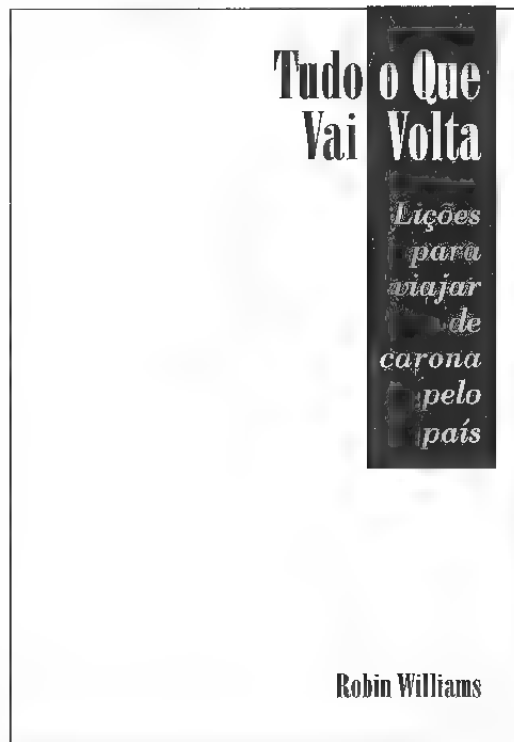 Tudo o Que
Vai Volta
Lições
para
viajar
de
carona
pelo
país
Robin Williams